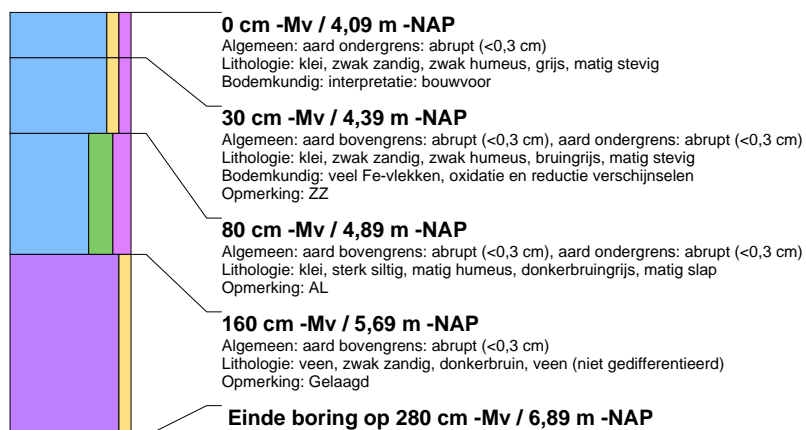 0 cm -Mv / 4,09 m -NAP
Algemeen: aard ondergrens: abrupt (<0,3 cm)
Lithologie: klei, zwak zandig, zwak humeus, grijs, matig stevig
Bodemkundig: interpretatie: bouwvoor
30 cm -Mv / 4,39 m -NAP
Algemeen: aard bovengrens: abrupt (<0,3 cm), aard ondergrens: abrupt (<0,3 cm)
Lithologie: klei, zwak zandig, zwak humeus, bruingrijs, matig stevig
Bodemkundig: veel Fe-vlekken, oxidatie en reductie verschijnselen
Opmerking: ZZ
80 cm -Mv / 4,89 m -NAP
Algemeen: aard bovengrens: abrupt (<0,3 cm), aard ondergrens: abrupt (<0,3 cm)
Lithologie: klei, sterk siltig, matig humeus, donkerbruingrijs, matig slap
Opmerking: AL
160 cm -Mv / 5,69 m -NAP
Algemeen: aard bovengrens: abrupt (<0,3 cm)
Lithologie: veen, zwak zandig, donkerbruin, veen (niet gedifferentieerd)
Opmerking: Gelaagd
Einde boring op 280 cm -Mv / 6,89 m -NAP